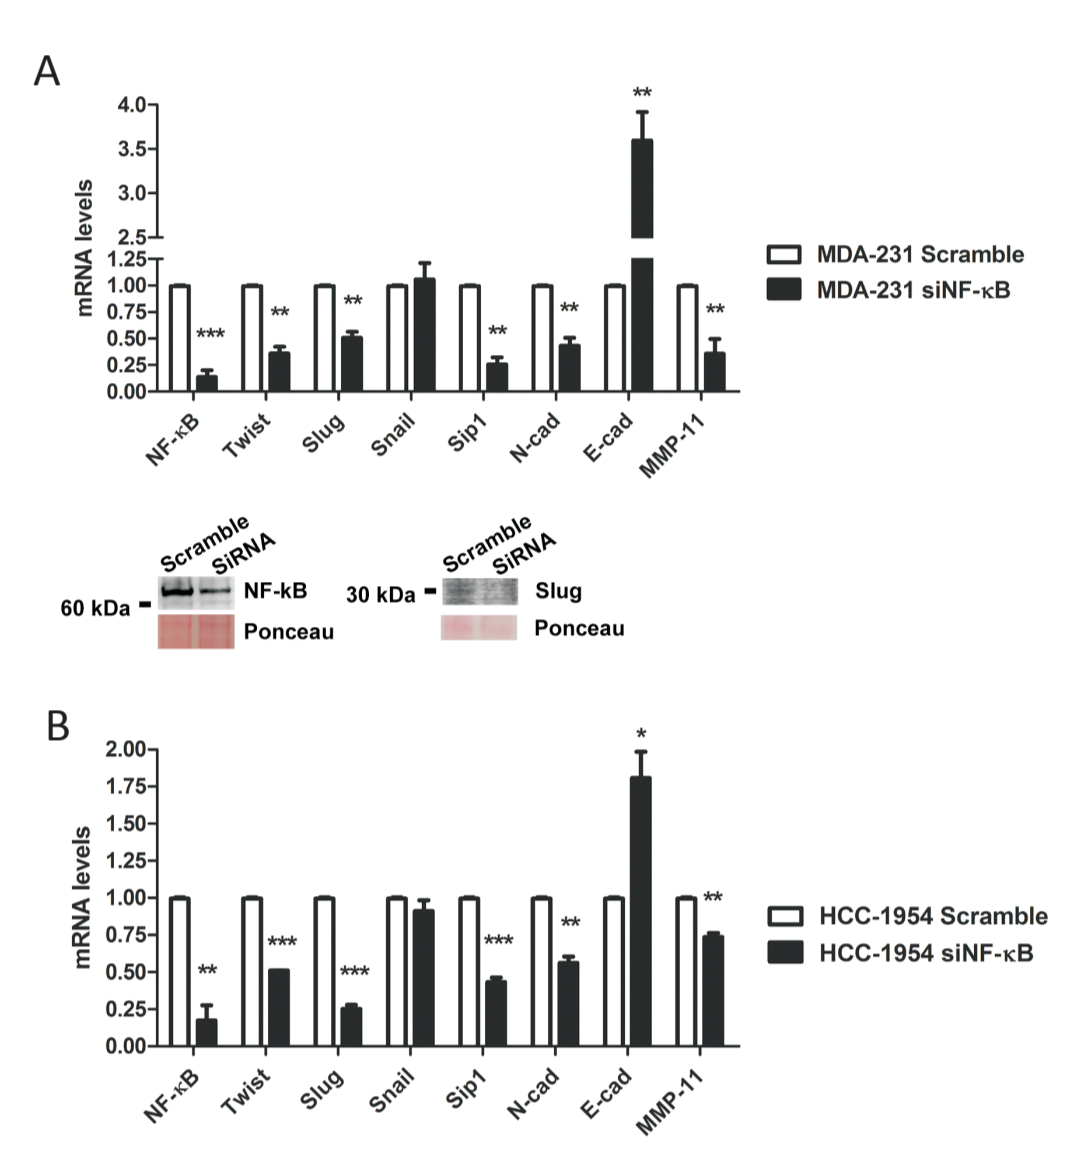 A
mRNA levels
4.0
3.5
3.0
2.5
1.25
1.00
0.75
0.50
0.25
0.00
***
**
**
**
**
**
**
NF-κB
Twist
Slug
Snail
Sip1
N-cad
E-cad
MMP-11
MDA-231 Scramble
MDA-231 siNF-κB
Scramble
SiRNA
60 kDa
NF-kB
Ponceau
Scramble
SiRNA
30 kDa
Slug
Ponceau
B
mRNA levels
2.00
1.75
1.50
1.25
1.00
0.75
0.50
0.25
0.00
**
***
***
***
**
*
**
NF-κB
Twist
Slug
Snail
Sip1
N-cad
E-cad
MMP-11
HCC-1954 Scramble
HCC-1954 siNF-κB